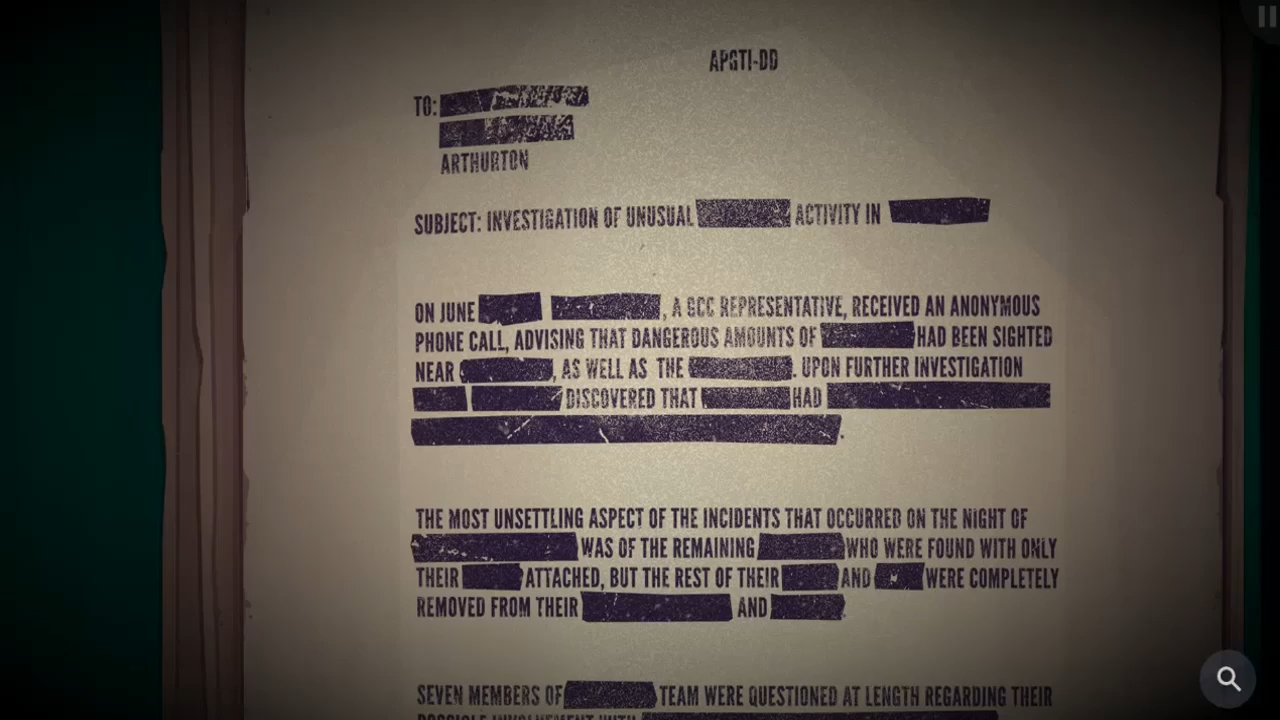 APGTI-DD
TO:
ARTHURTON
SUBJECT: INVESTIGATION OF UNUSUAL ACTIVITY IN
ON JUNE , A GCC REPRESENTATIVE, RECEIVED AN ANONYMOUS
PHONE CALL, ADVISING THAT DANGEROUS AMOUNTS OF HAD BEEN SIGHTED
NEAR , AS WELL AS THE . UPON FURTHER INVESTIGATION
DISCOVERED THAT HAD
.
THE MOST UNSETTLING ASPECT OF THE INCIDENTS THAT OCCURRED ON THE NIGHT OF
WAS OF THE REMAINING WHO WERE FOUND WITH ONLY
THEIR ATTACHED, BUT THE REST OF THEIR AND WERE COMPLETELY
REMOVED FROM THEIR AND .
SEVEN MEMBERS OF TEAM WERE QUESTIONED AT LENGTH REGARDING THEIR
POSSIBLE INVOLVEMENT WITH